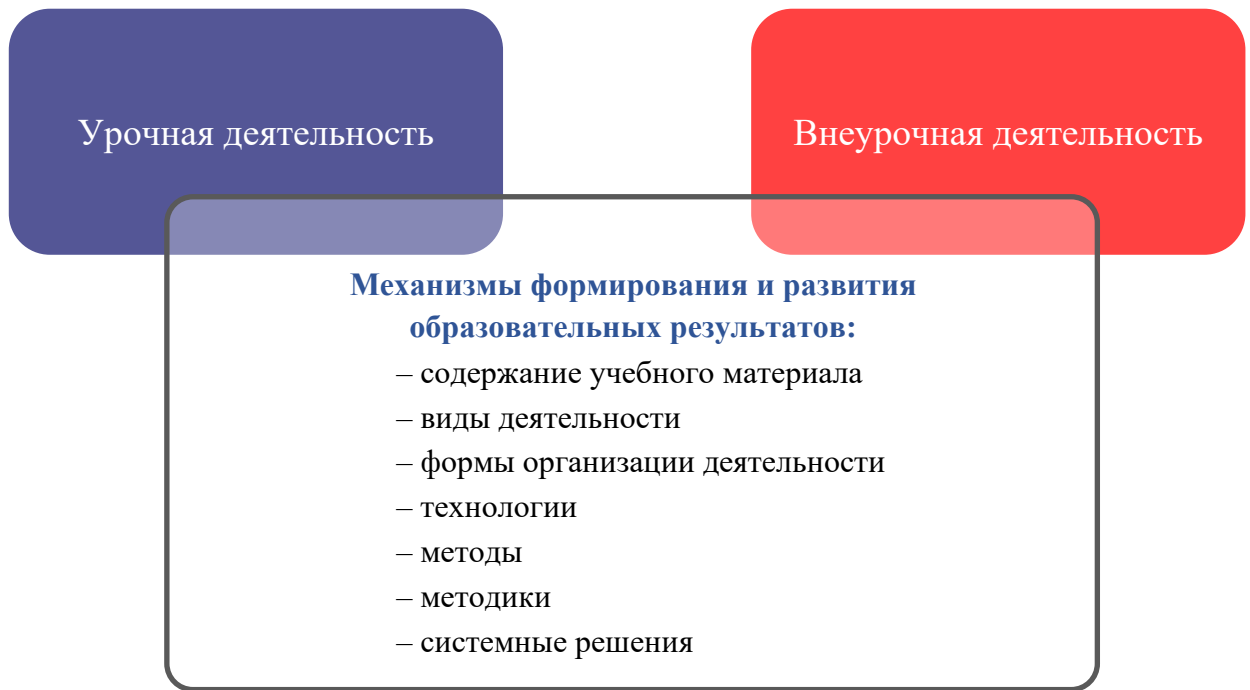 Урочная деятельность
Внеурочная деятельность
Механизмы формирования и развития
образовательных результатов:
– содержание учебного материала
– виды деятельности
– формы организации деятельности
– технологии
– методы
– методики
– системные решения